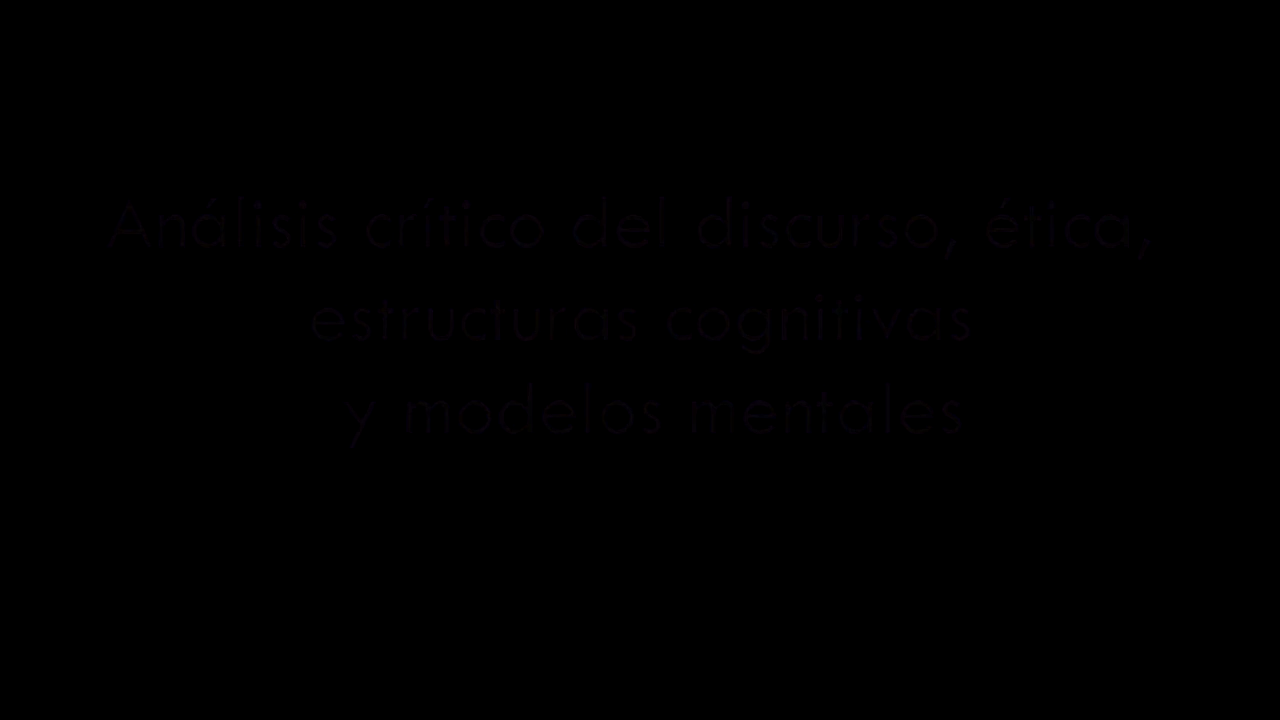 Análisis crítico del discurso, ética,
estructuras cognitivas
y modelos mentales